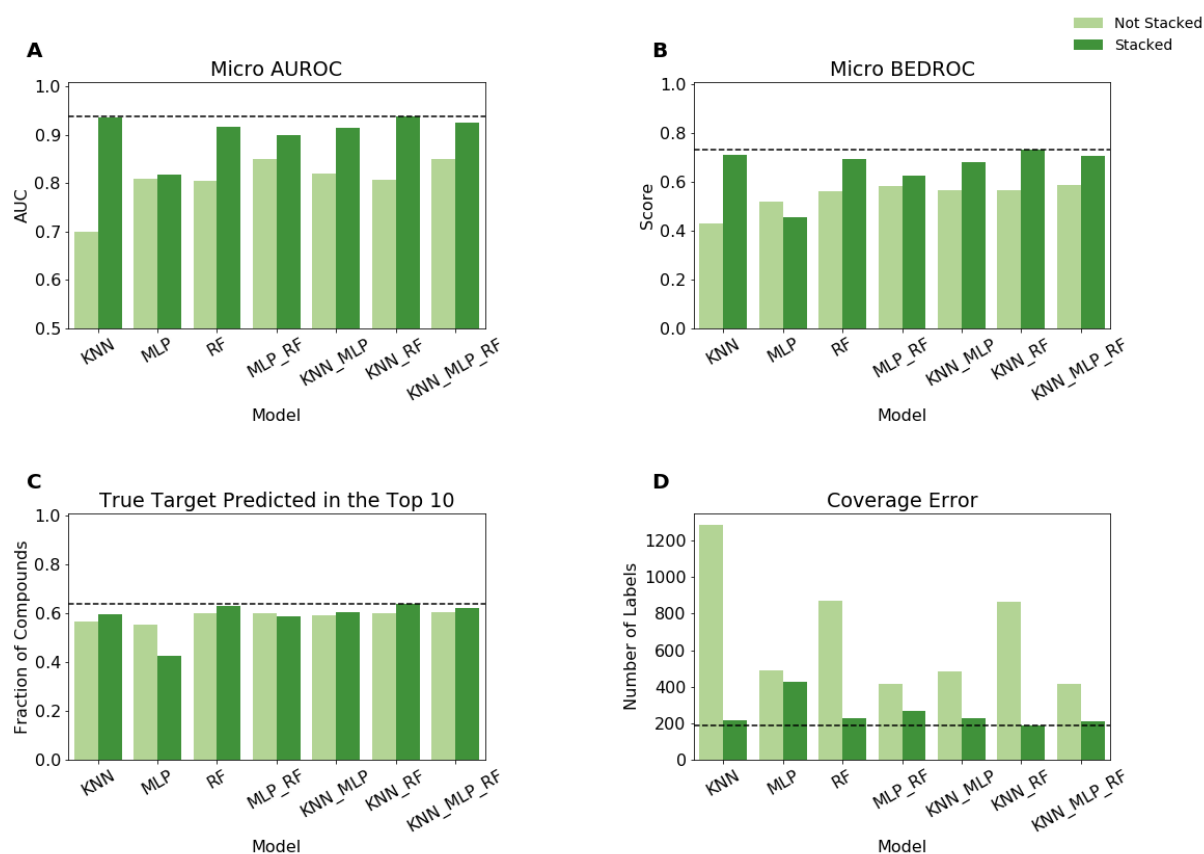 Not Stacked
Stacked
A
Micro AUROC
1.0
0.9
0.8
0.7
0.6
0.5
AUC
KNN
MLP
RF
MLP_RF
KNN_MLP
KNN_RF
KNN_MLP_RF
Model
B
Micro BEDROC
1.0
0.8
0.6
0.4
0.2
0.0
Score
KNN
MLP
RF
MLP_RF
KNN_MLP
KNN_RF
KNN_MLP_RF
Model
C
True Target Predicted in the Top 10
1.0
0.8
0.6
0.4
0.2
0.0
Fraction of Compounds
KNN
MLP
RF
MLP_RF
KNN_MLP
KNN_RF
KNN_MLP_RF
Model
D
Coverage Error
1200
1000
800
600
400
200
0
Number of Labels
KNN
MLP
RF
MLP_RF
KNN_MLP
KNN_RF
KNN_MLP_RF
Model